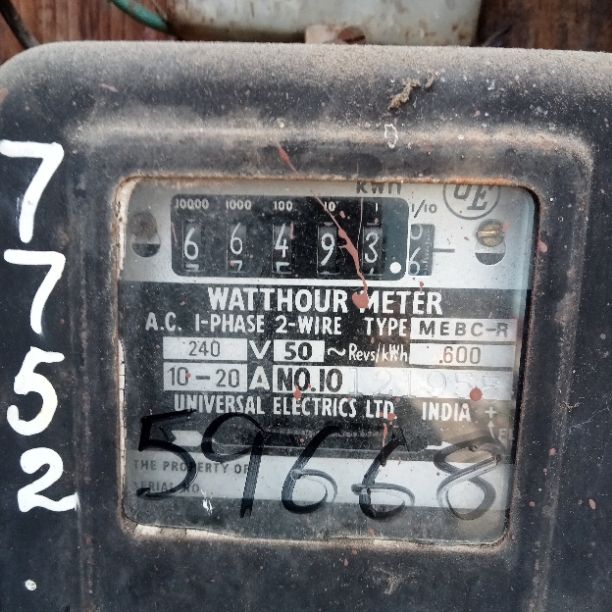 7752
kWh
UE
10000 1000 100 10 1 1/10
6 6 4 9 3 . 6
WATTHOUR METER
A.C. 1-PHASE 2-WIRE TYPE MEBC-R
240 V 50 ~ Revs/kWh 600
10-20 A NO.10
UNIVERSAL ELECTRICS LTD INDIA
59668
THE PROPERTY OF
SERIAL NO